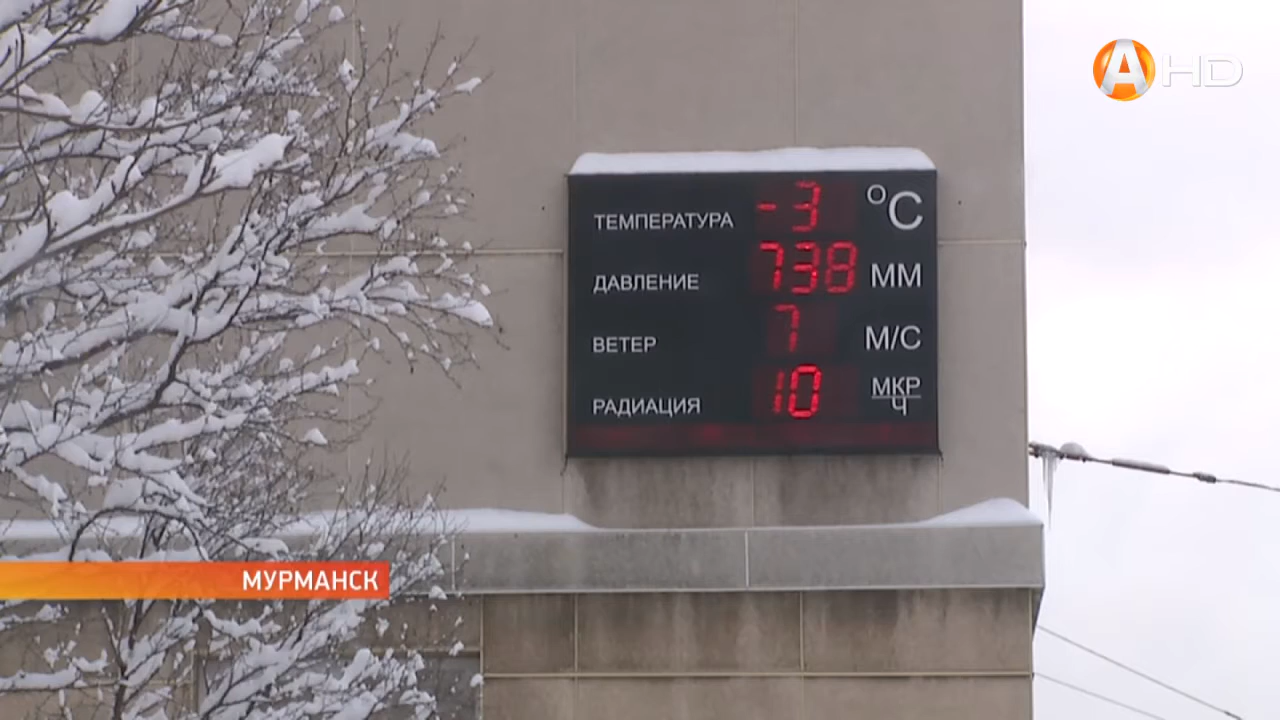 А HD
ТЕМПЕРАТУРА -3 °С
ДАВЛЕНИЕ 738 ММ
ВЕТЕР 7 М/С
РАДИАЦИЯ 10 МКР/Ч
МУРМАНСК